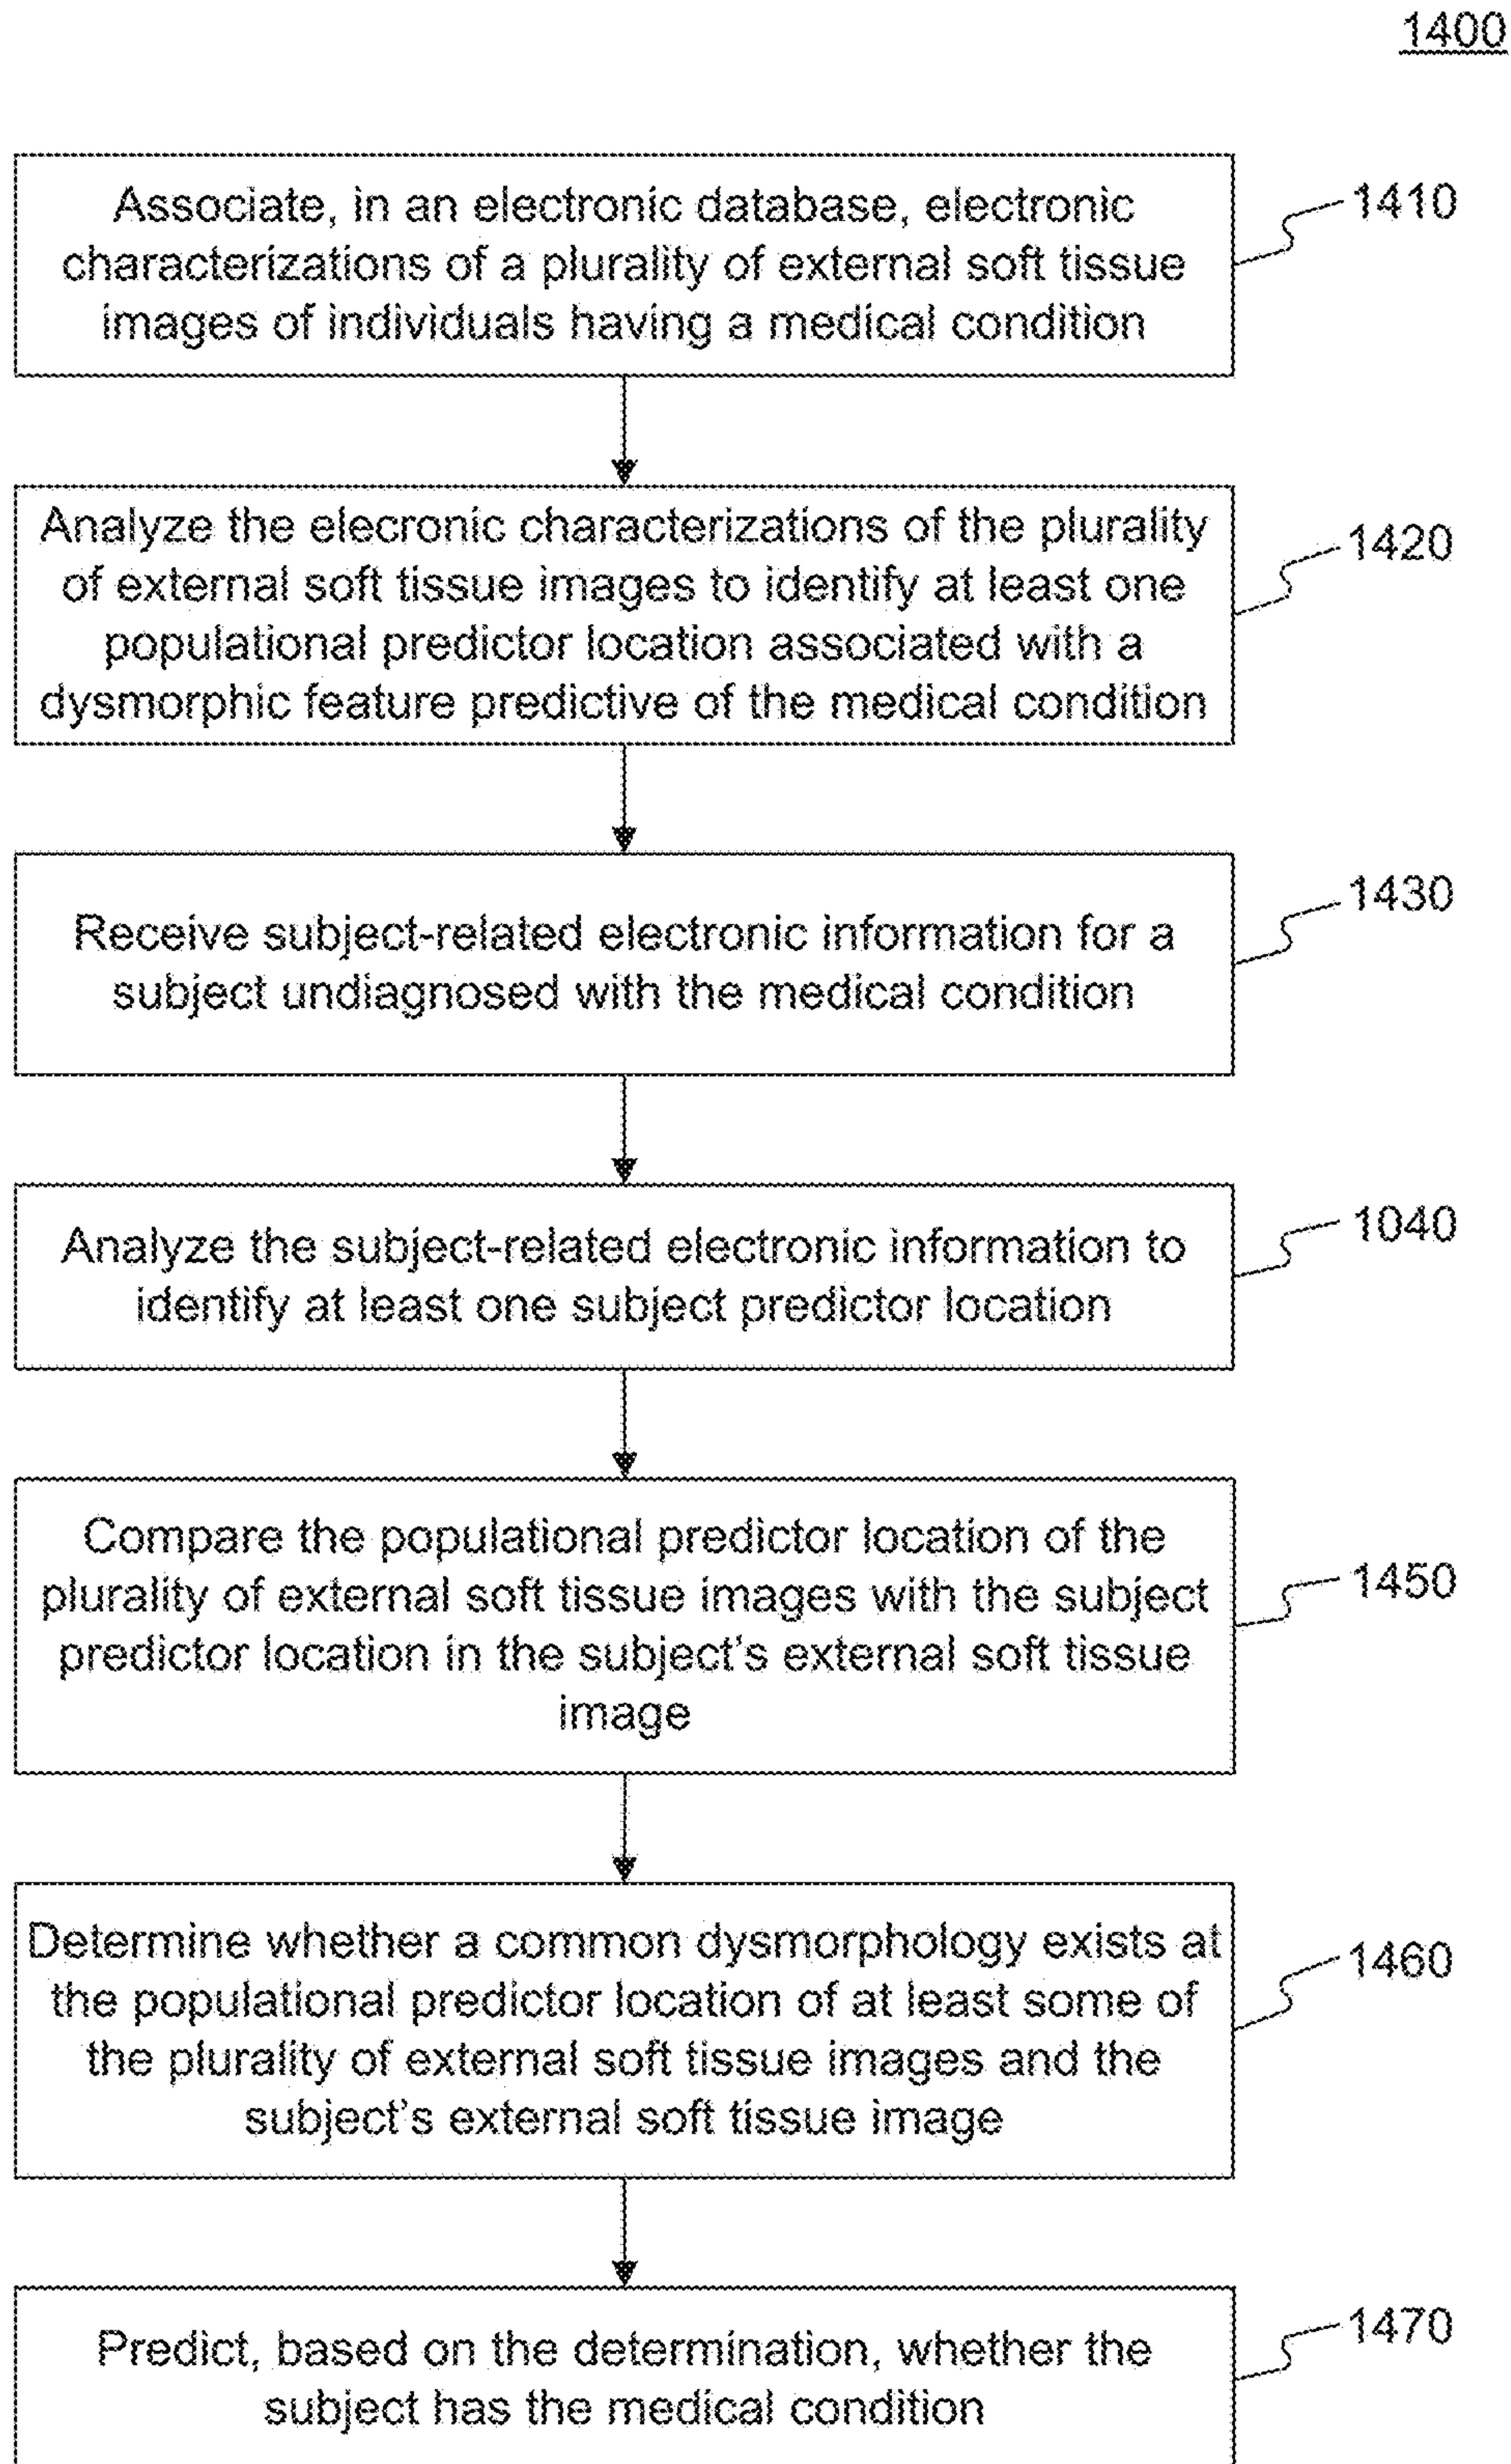 1400
Associate, in an electronic database, electronic
characterizations of a plurality of external soft tissue
images of individuals having a medical condition
1410
Analyze the elecronic characterizations of the plurality
of external soft tissue images to identify at least one
populational predictor location associated with a
dysmorphic feature predictive of the medical condition
1420
Receive subject-related electronic information for a
subject undiagnosed with the medical condition
1430
Analyze the subject-related electronic information to
identify at least one subject predictor location
1040
Compare the populational predictor location of the
plurality of external soft tissue images with the subject
predictor location in the subject's external soft tissue
image
1450
Determine whether a common dysmorphology exists at
the populational predictor location of at least some of
the plurality of external soft tissue images and the
subject's external soft tissue image
1460
Predict, based on the determination, whether the
subject has the medical condition
1470